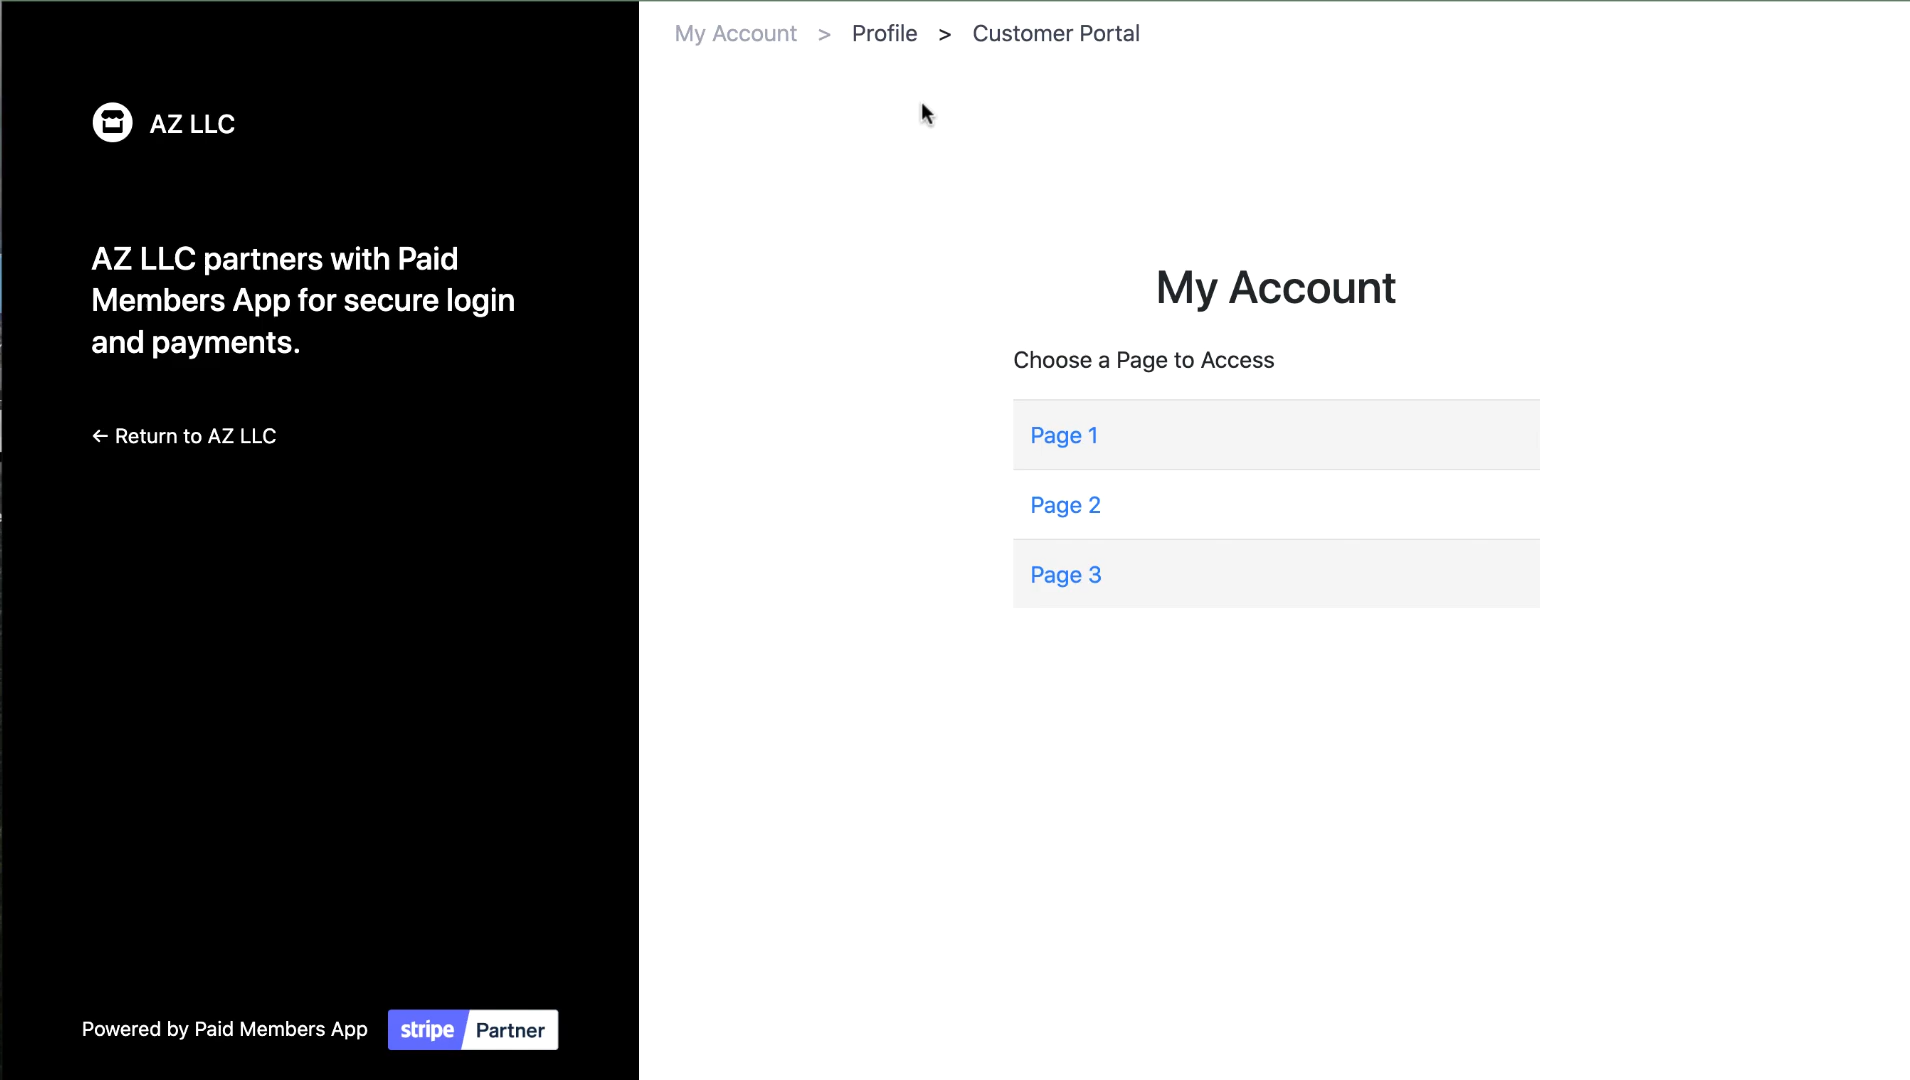 My Account > Profile > Customer Portal
AZ LLC
AZ LLC partners with Paid
Members App for secure login
and payments.
← Return to AZ LLC
My Account
Choose a Page to Access
Page 1
Page 2
Page 3
Powered by Paid Members App
stripe Partner